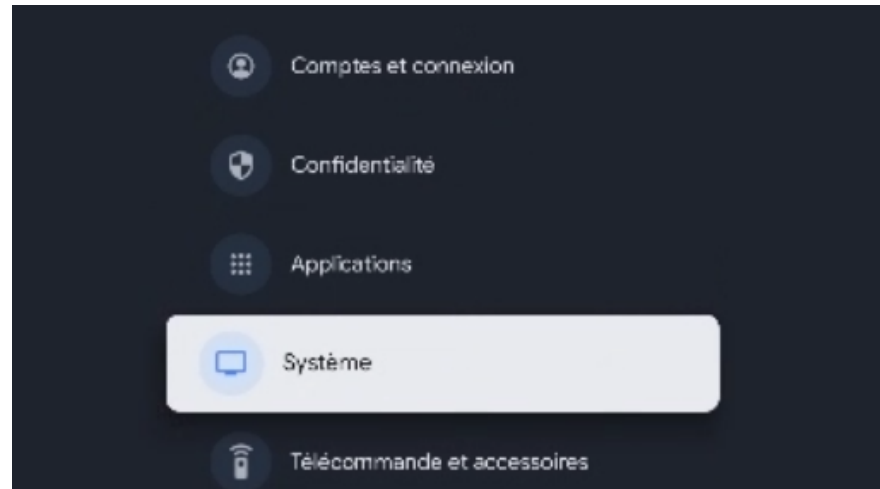 Comptes et connexion
Confidentialité
Applications
Système
Télécommande et accessoires